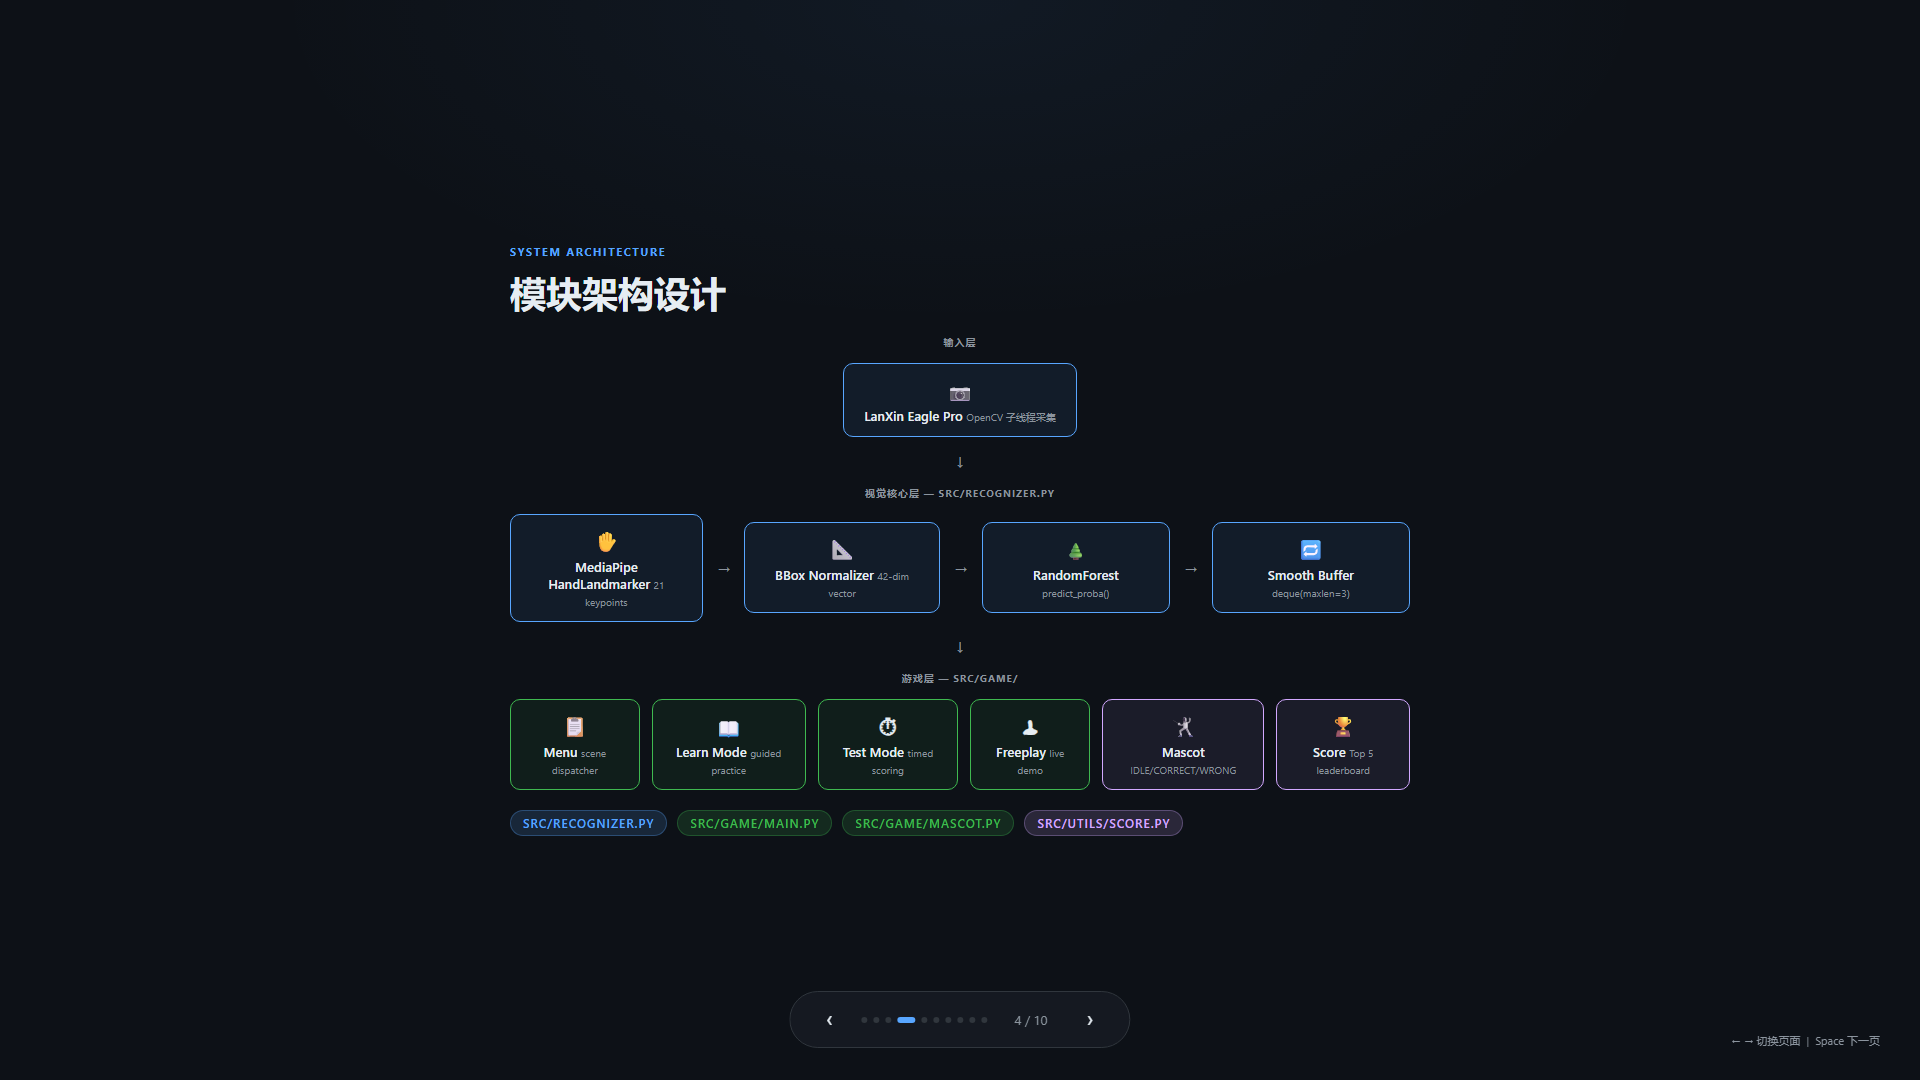 SYSTEM ARCHITECTURE
模块架构设计
输入层
LanXin Eagle Pro OpenCV 子线程采集
↓
视觉核心层 — SRC/RECOGNIZER.PY
MediaPipe
HandLandmarker 21
keypoints
→
BBox Normalizer 42-dim
vector
→
RandomForest
predict_proba()
→
Smooth Buffer
deque(maxlen=3)
↓
游戏层 — SRC/GAME/
Menu scene
dispatcher
Learn Mode guided
practice
Test Mode timed
scoring
Freeplay live
demo
Mascot
IDLE/CORRECT/WRONG
Score Top 5
leaderboard
SRC/RECOGNIZER.PY
SRC/GAME/MAIN.PY
SRC/GAME/MASCOT.PY
SRC/UTILS/SCORE.PY
‹ 4 / 10 ›
← → 切换页面 | Space 下一页